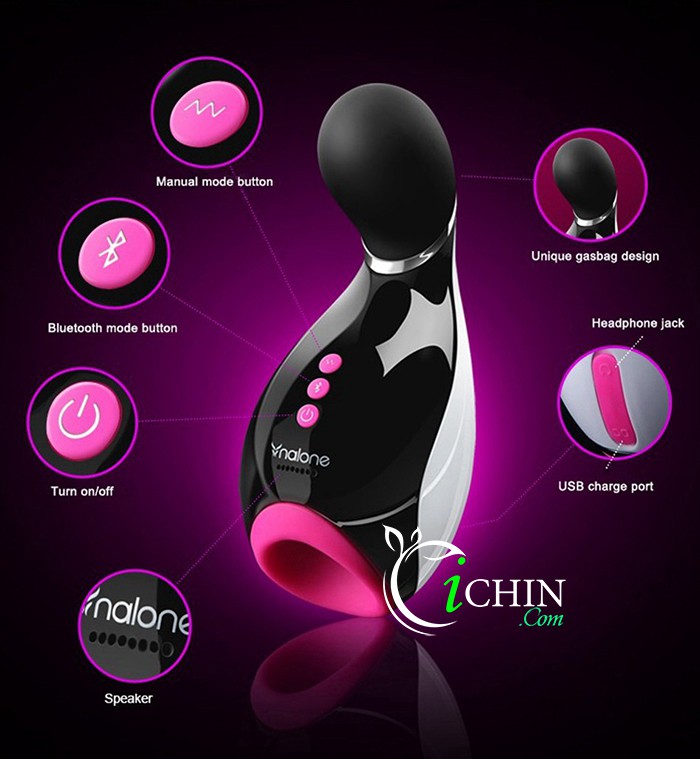 Manual mode button
Unique gasbag design
Bluetooth mode button
Headphone jack
Turn on/off
nalone
USB charge port
iCHIN
.Com
nalone
Speaker